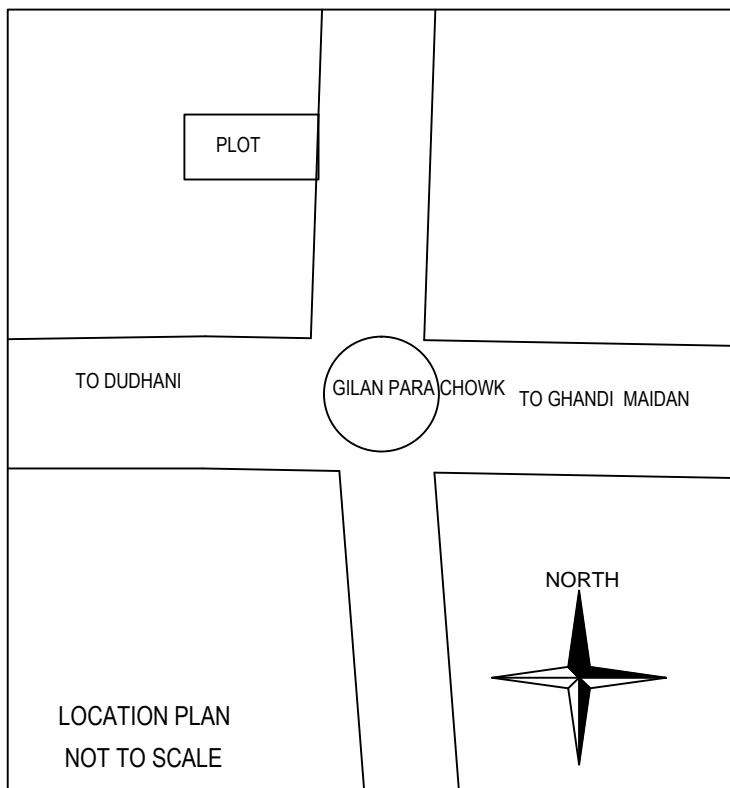 PLOT
TO DUDHANI
GILAN PARA CHOWK
TO GHANDI MAIDAN
NORTH
LOCATION PLAN
NOT TO SCALE